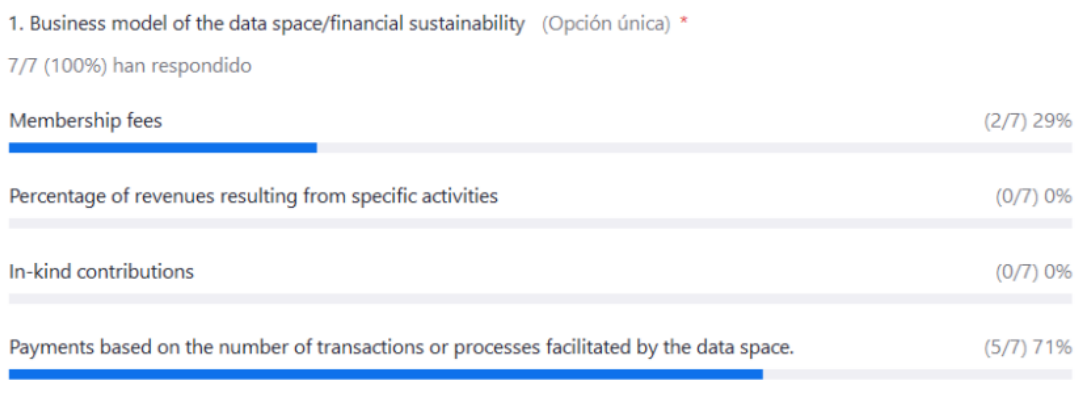 1. Business model of the data space/financial sustainability (Opción única) *
7/7 (100%) han respondido
Membership fees (2/7) 29%
Percentage of revenues resulting from specific activities (0/7) 0%
In-kind contributions (0/7) 0%
Payments based on the number of transactions or processes facilitated by the data space. (5/7) 71%